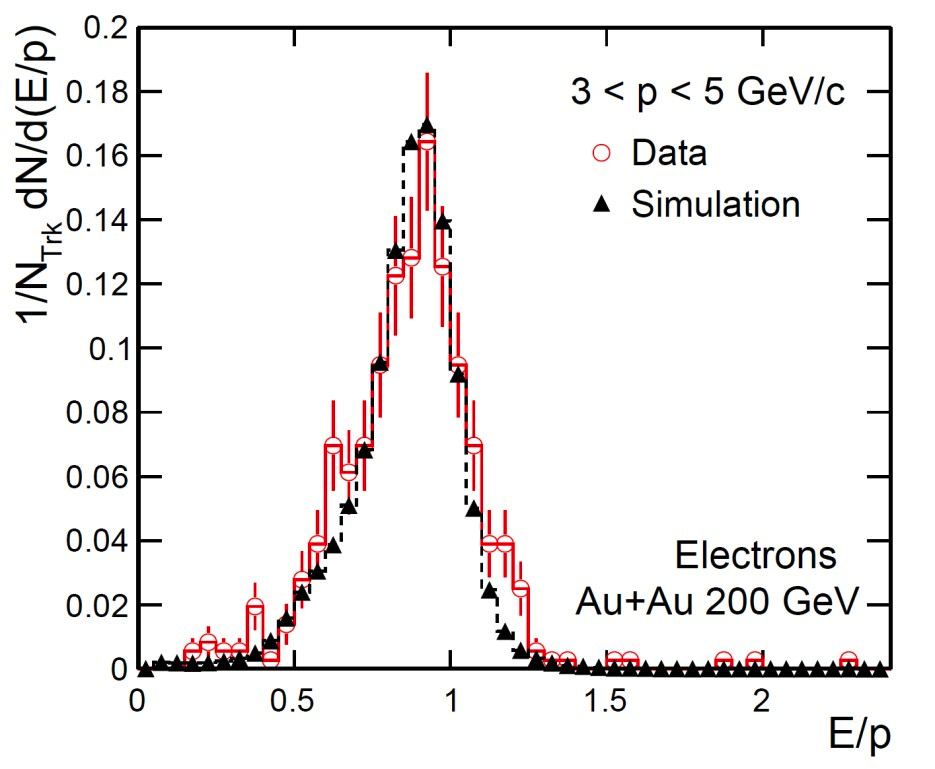 1/N_Trk dN/d(E/p)
0.2
0.18
0.16
0.14
0.12
0.1
0.08
0.06
0.04
0.02
0
3 < p < 5 GeV/c
Data
Simulation
Electrons
Au+Au 200 GeV
0 0.5 1 1.5 2
E/p